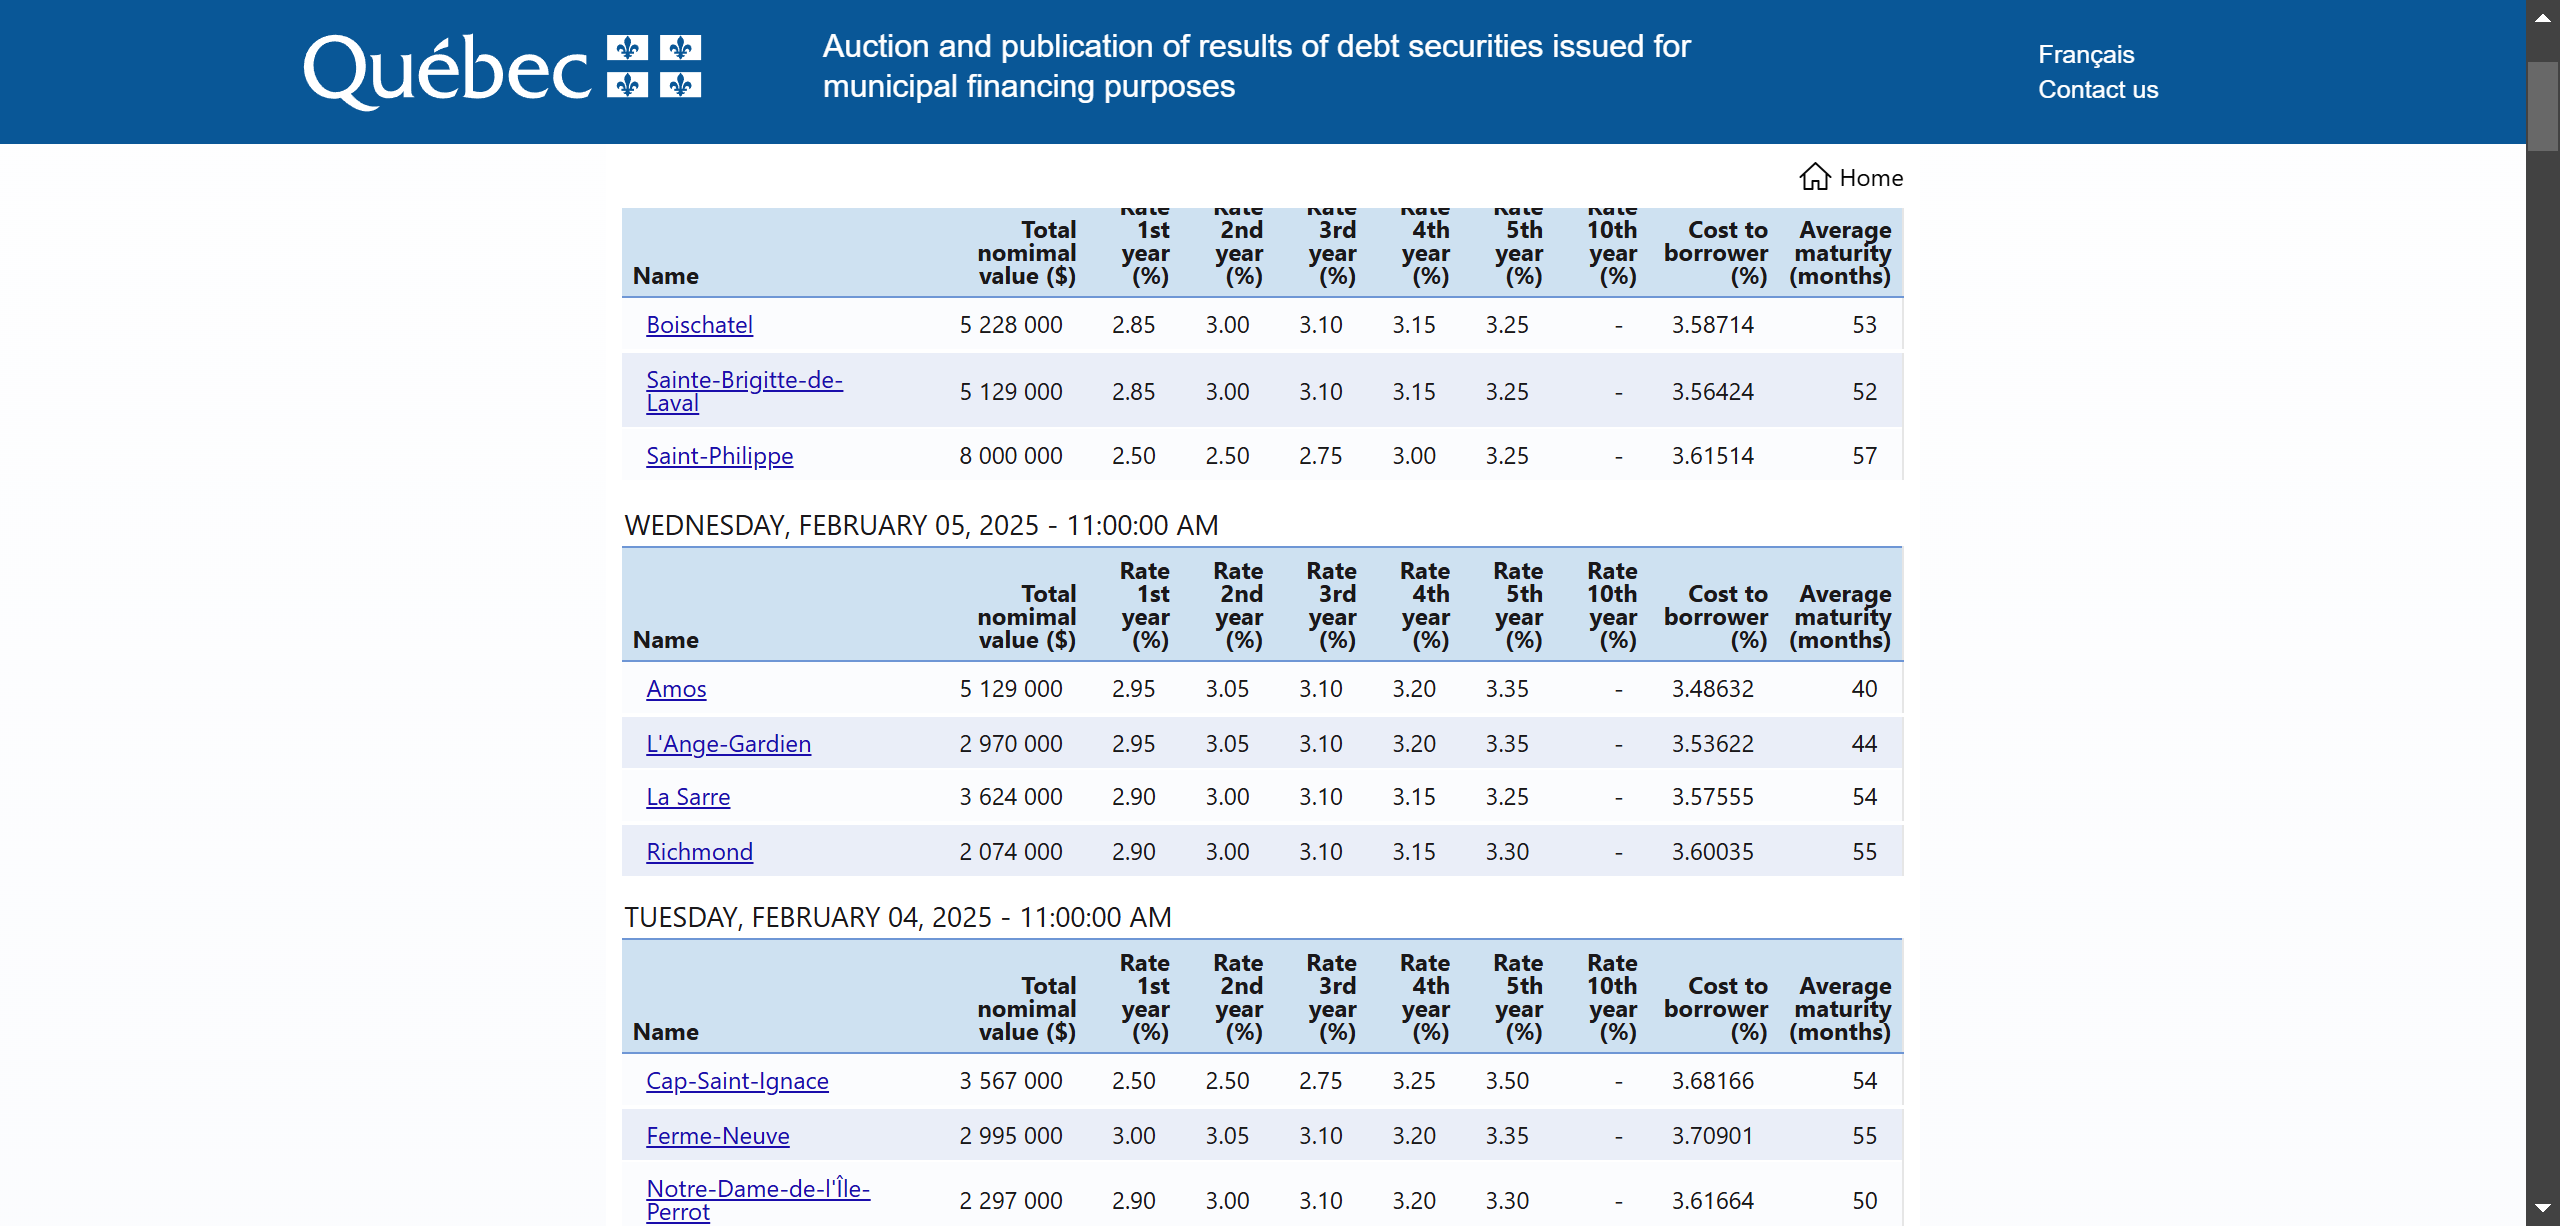 Québec
Auction and publication of results of debt securities issued for
municipal financing purposes
Français
Contact us
Home
Name Total nomimal value ($) Rate 1st year (%) Rate 2nd year (%) Rate 3rd year (%) Rate 4th year (%) Rate 5th year (%) Rate 10th year (%) Cost to borrower (%) Average maturity (months)
Boischatel 5 228 000 2.85 3.00 3.10 3.15 3.25 - 3.58714 53
Sainte-Brigitte-de-
Laval 5 129 000 2.85 3.00 3.10 3.15 3.25 - 3.56424 52
Saint-Philippe 8 000 000 2.50 2.50 2.75 3.00 3.25 - 3.61514 57
WEDNESDAY, FEBRUARY 05, 2025 - 11:00:00 AM
Name Total nomimal value ($) Rate 1st year (%) Rate 2nd year (%) Rate 3rd year (%) Rate 4th year (%) Rate 5th year (%) Rate 10th year (%) Cost to borrower (%) Average maturity (months)
Amos 5 129 000 2.95 3.05 3.10 3.20 3.35 - 3.48632 40
L'Ange-Gardien 2 970 000 2.95 3.05 3.10 3.20 3.35 - 3.53622 44
La Sarre 3 624 000 2.90 3.00 3.10 3.15 3.25 - 3.57555 54
Richmond 2 074 000 2.90 3.00 3.10 3.15 3.30 - 3.60035 55
TUESDAY, FEBRUARY 04, 2025 - 11:00:00 AM
Name Total nomimal value ($) Rate 1st year (%) Rate 2nd year (%) Rate 3rd year (%) Rate 4th year (%) Rate 5th year (%) Rate 10th year (%) Cost to borrower (%) Average maturity (months)
Cap-Saint-Ignace 3 567 000 2.50 2.50 2.75 3.25 3.50 - 3.68166 54
Ferme-Neuve 2 995 000 3.00 3.05 3.10 3.20 3.35 - 3.70901 55
Notre-Dame-de-l'Île-
Perrot 2 297 000 2.90 3.00 3.10 3.20 3.30 - 3.61664 50